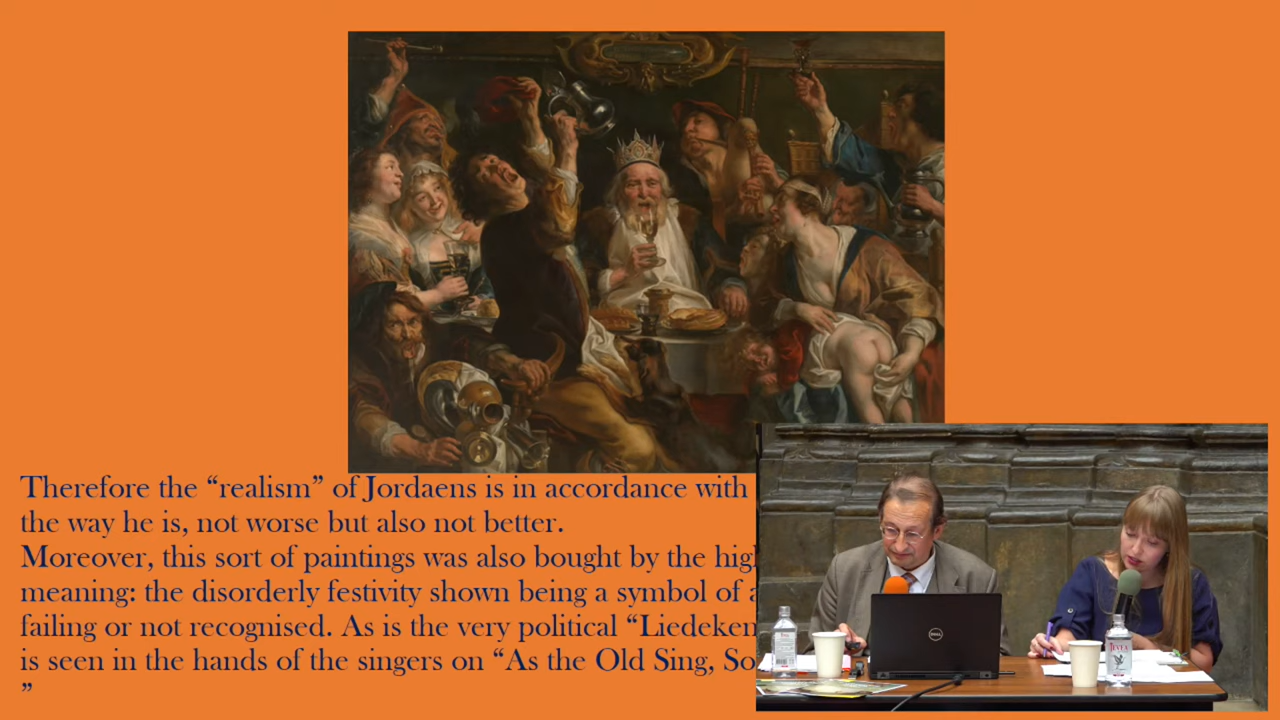 Therefore the “realism” of Jordaens is in accordance with
the way he is, not worse but also not better.
Moreover, this sort of paintings was also bought by the
meaning: the disorderly festivity shown being a symbol of
failing or not recognised. As is the very political “Liedeken
is seen in the hands of the singers on “As the Old Sing, So
”
DELL